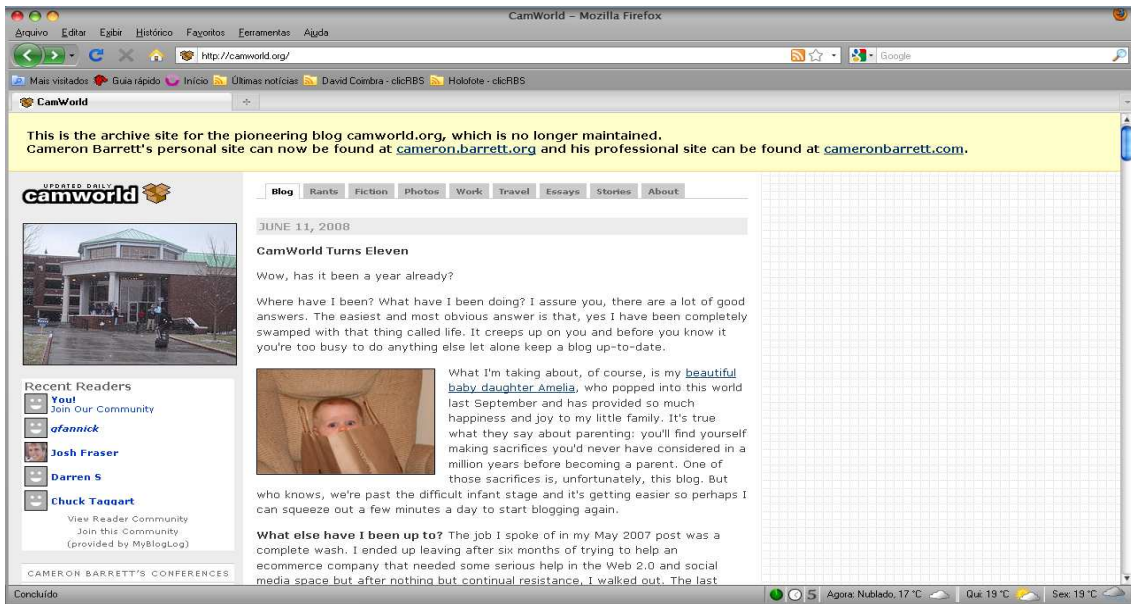 CamWorld – Mozilla Firefox
Arquivo Editar Exibir Histórico Favoritos Ferramentas Ajuda
http://camworld.org/
Google
Mais visitados Guia rápido Início Últimas notícias David Coimbra - clicRBS Holofote - clicRBS
CamWorld
This is the archive site for the pioneering blog camworld.org, which is no longer maintained.
Cameron Barrett's personal site can now be found at cameron.barrett.org and his professional site can be found at cameronbarrett.com.
UPDATED DAILY
camworld
Blog Rants Fiction Photos Work Travel Essays Stories About
JUNE 11, 2008
CamWorld Turns Eleven
Wow, has it been a year already?
Where have I been? What have I been doing? I assure you, there are a lot of good
answers. The easiest and most obvious answer is that, yes I have been completely
swamped with that thing called life. It creeps up on you and before you know it
you're too busy to do anything else let alone keep a blog up-to-date.
What I'm taking about, of course, is my beautiful
baby daughter Amelia, who popped into this world
last September and has provided so much
happiness and joy to my little family. It's true
what they say about parenting: you'll find yourself
making sacrifices you'd never have considered in a
million years before becoming a parent. One of
those sacrifices is, unfortunately, this blog. But
who knows, we're past the difficult infant stage and it's getting easier so perhaps I
can squeeze out a few minutes a day to start blogging again.
What else have I been up to? The job I spoke of in my May 2007 post was a
complete wash. I ended up leaving after six months of trying to help an
ecommerce company that needed some serious help in the Web 2.0 and social
media space but after nothing but continual resistance, I walked out. The last
Recent Readers
You!
Join Our Community
qfannick
Josh Fraser
Darren S
Chuck Taggart
View Reader Community
Join this Community
(provided by MyBlogLog)
CAMERON BARRETT'S CONFERENCES
Concluído
5 Agora: Nublado, 17 °C Qui: 19 °C Sex: 19 °C